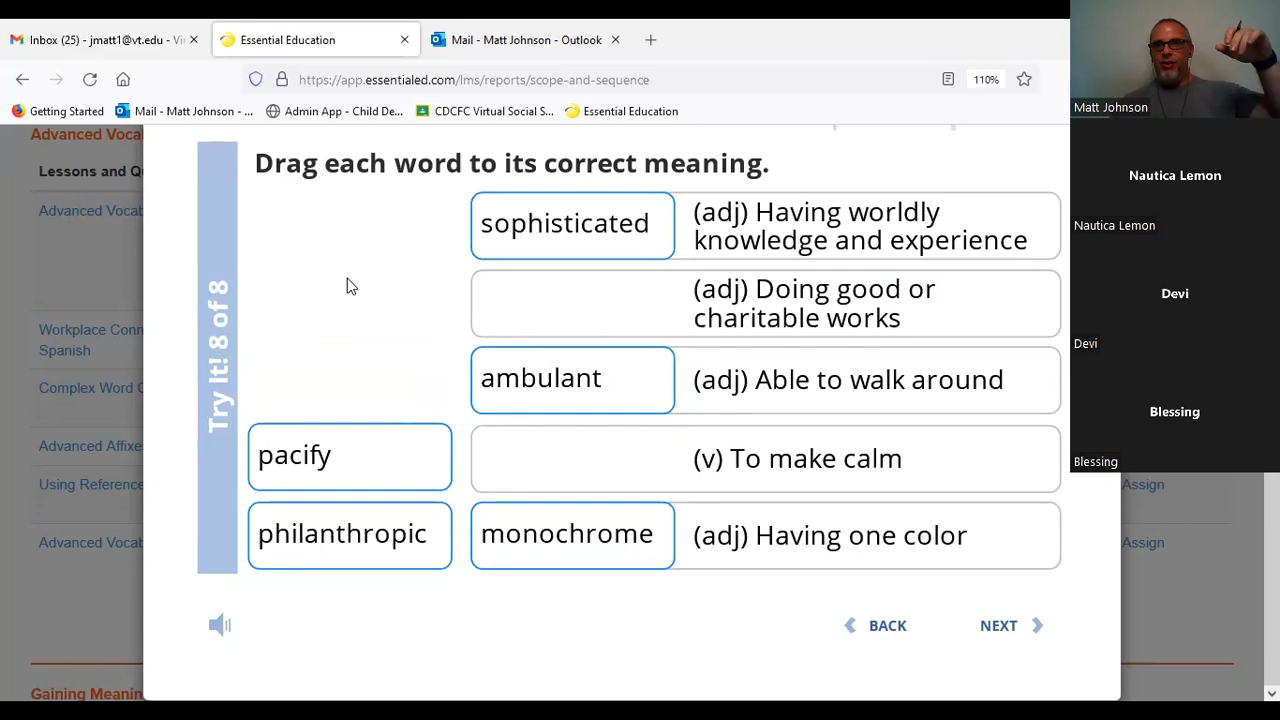 Inbox (25) - jmatt1@vt.edu - Vi
Essential Education
Mail - Matt Johnson - Outlook
https://app.essentialed.com/lms/reports/scope-and-sequence
110%
Getting Started
Mail - Matt Johnson - ...
Admin App - Child De...
CDCFC Virtual Social S...
Essential Education
Advanced Voca
Lessons and Qu
Advanced Vocab
Workplace Conn
Spanish
Complex Word
Advanced Affixe
Using Reference
Advanced Vocab
Gaining Meanin
Assign
Assign
Try It! 8 of 8
Drag each word to its correct meaning.
sophisticated (adj) Having worldly
knowledge and experience
(adj) Doing good or
charitable works
ambulant (adj) Able to walk around
pacify (v) To make calm
philanthropic monochrome (adj) Having one color
BACK NEXT
Matt Johnson
Nautica Lemon
Nautica Lemon
Devi
Devi
Blessing
Blessing